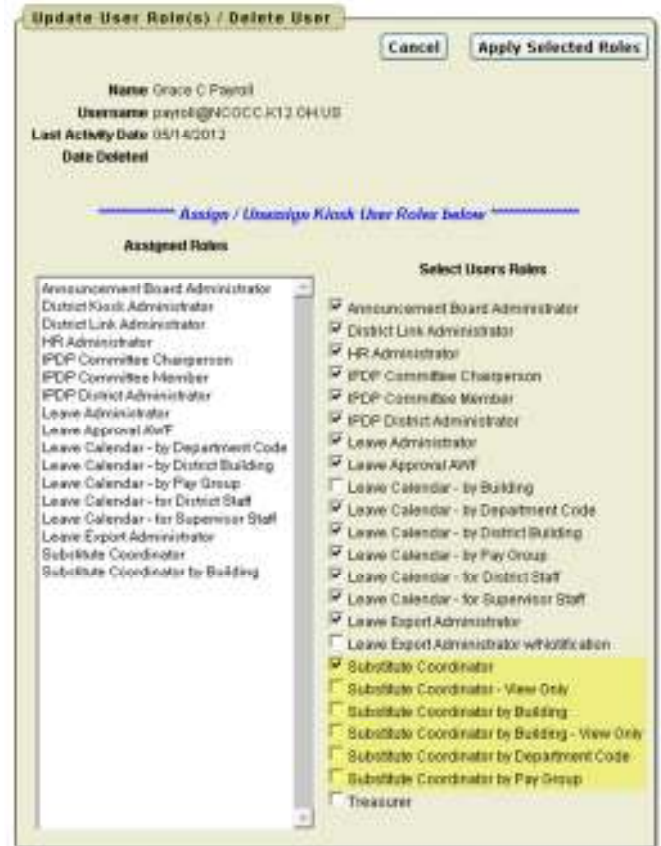 Update User Role(s) / Delete User
Cancel Apply Selected Roles
Name Grace C Payroll
Username payroll@NCOCC.K12.OH.US
Last Activity Date 05/14/2012
Date Deleted
Assign / Unassign Kiosk User Roles below
Assigned Roles
Announcement Board Administrator
District Kiosk Administrator
District Link Administrator
HR Administrator
IPDP Committee Chairperson
IPDP Committee Member
IPDP District Administrator
Leave Administrator
Leave Approval AWF
Leave Calendar - by Department Code
Leave Calendar - by District Building
Leave Calendar - by Pay Group
Leave Calendar - for District Staff
Leave Calendar - for Supervisor Staff
Leave Export Administrator
Substitute Coordinator
Substitute Coordinator by Building
Select Users Roles
Announcement Board Administrator
District Link Administrator
HR Administrator
IPDP Committee Chairperson
IPDP Committee Member
IPDP District Administrator
Leave Administrator
Leave Approval AWF
Leave Calendar - by Building
Leave Calendar - by Department Code
Leave Calendar - by District Building
Leave Calendar - by Pay Group
Leave Calendar - for District Staff
Leave Calendar - for Supervisor Staff
Leave Export Administrator
Leave Export Administrator w/Notification
Substitute Coordinator
Substitute Coordinator - View Only
Substitute Coordinator by Building
Substitute Coordinator by Building - View Only
Substitute Coordinator by Department Code
Substitute Coordinator by Pay Group
Treasurer